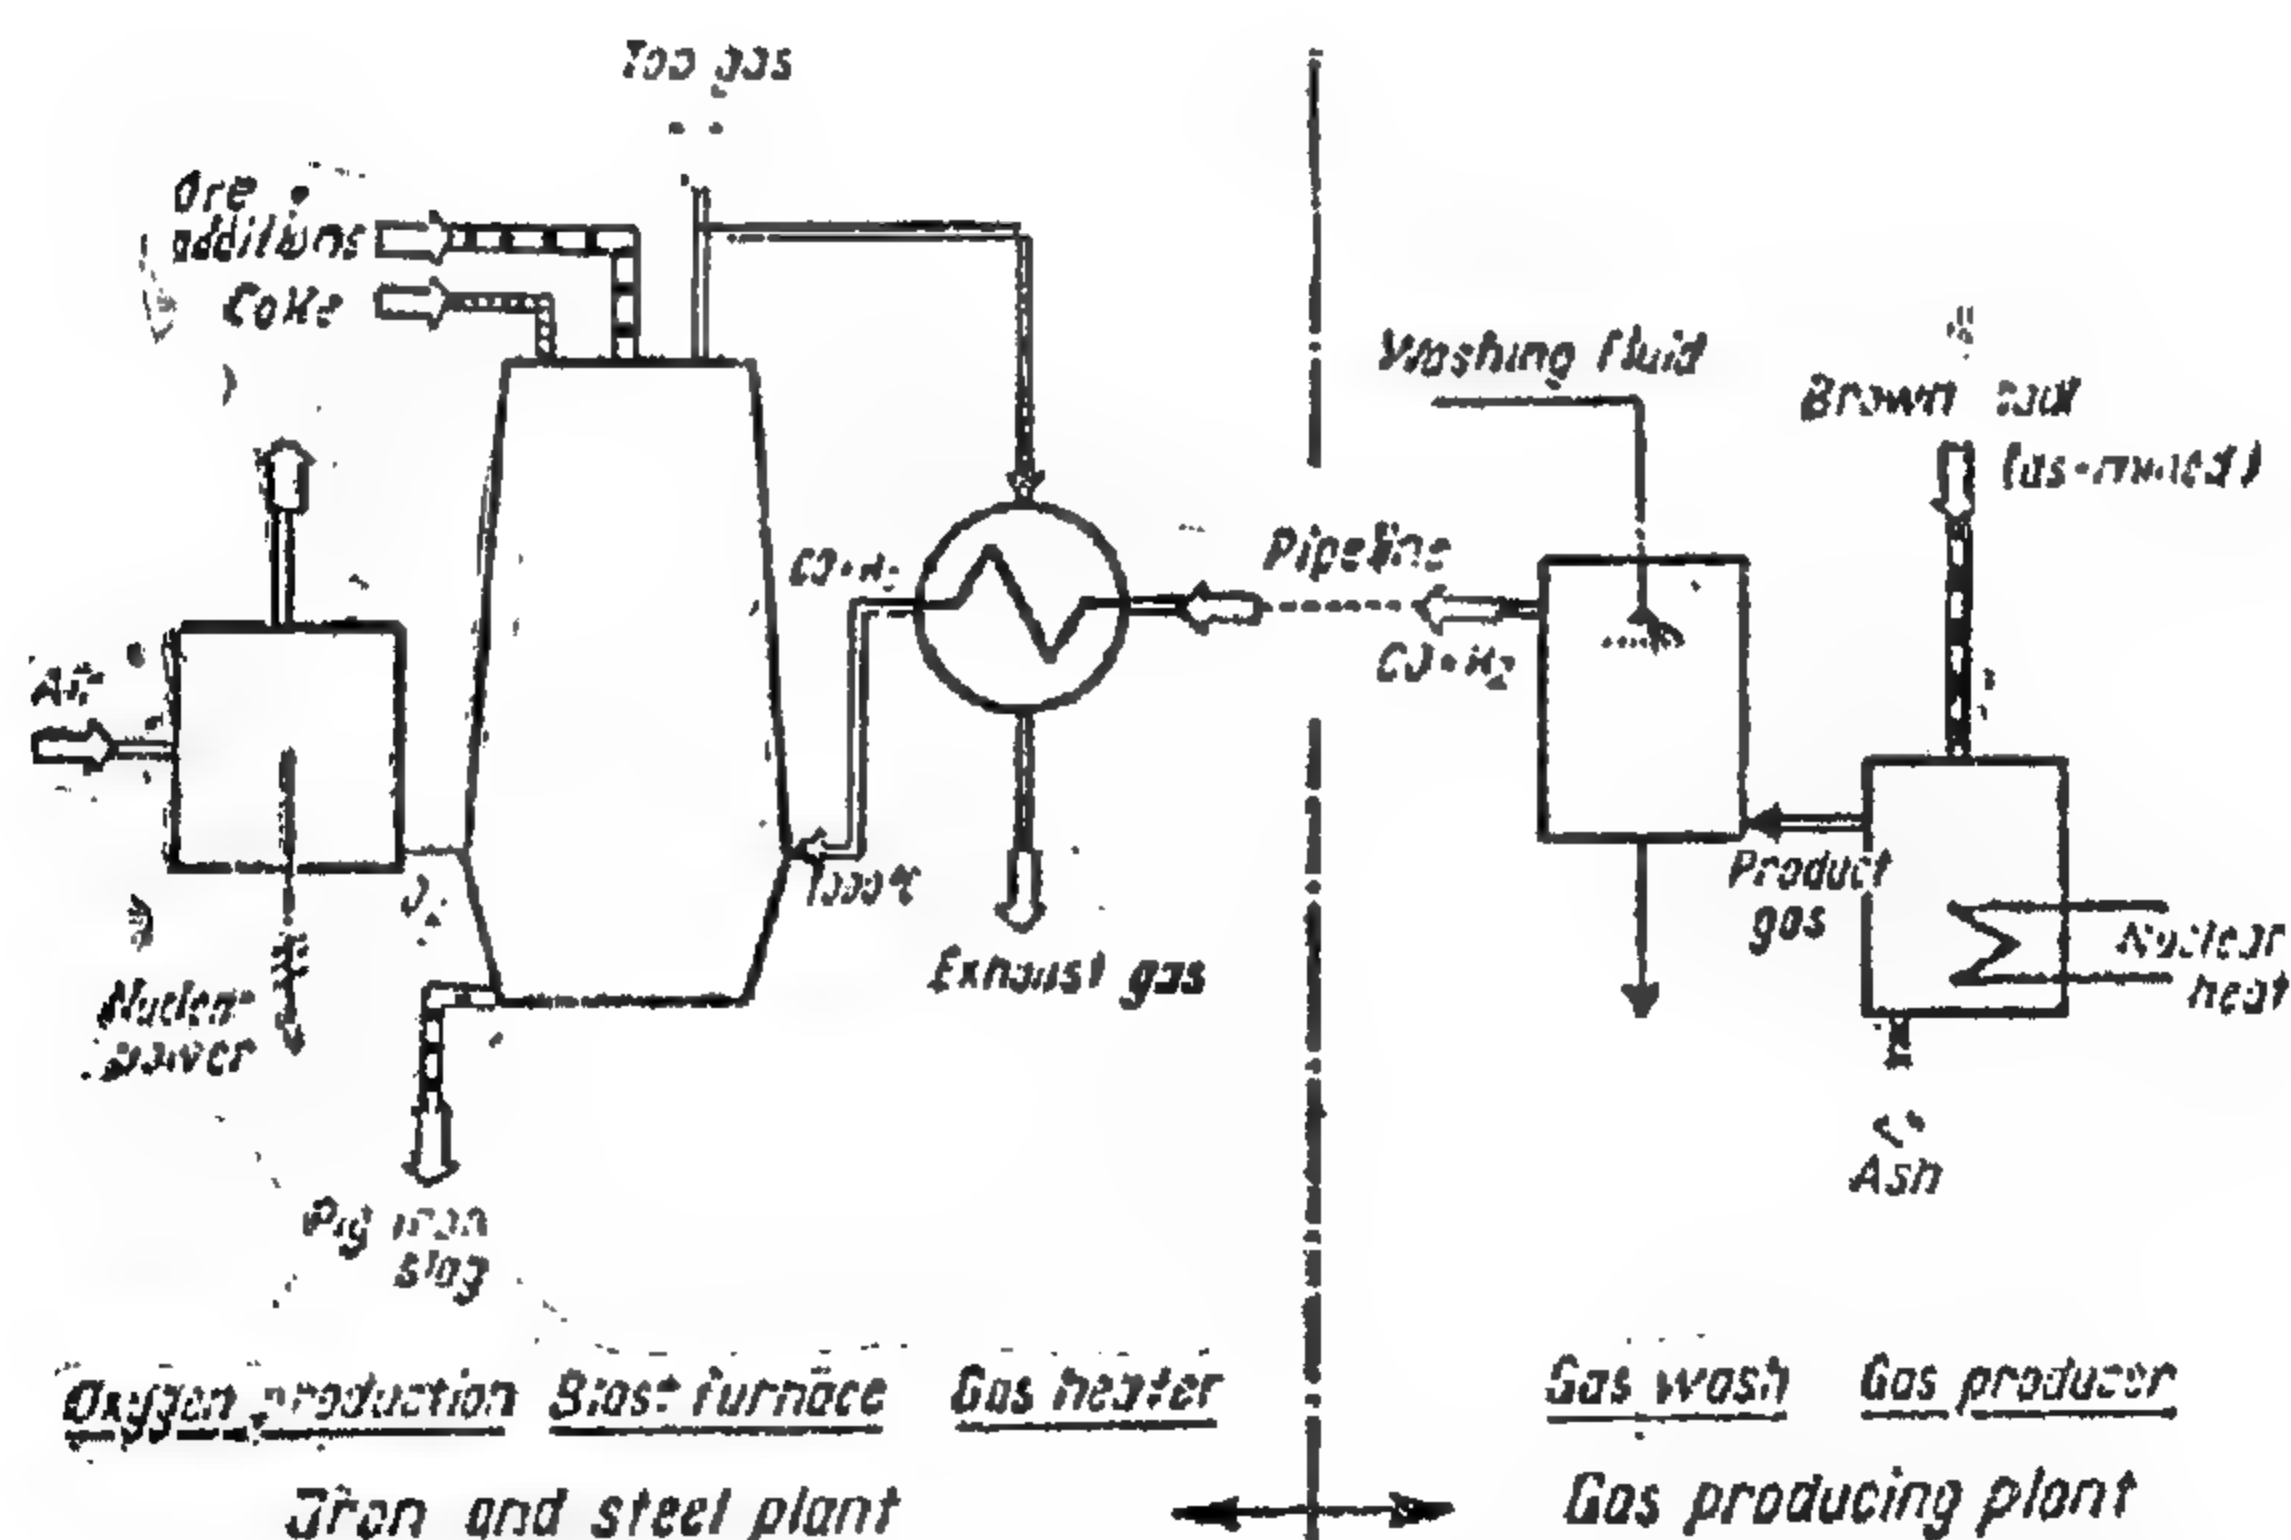 Top gas
Ore +
additions
Coke
Washing fluid
Brown coal
(as-mined)
Pipeline
CO+H2
CO+H2
Air
O2
1000°C
Product
gas
Nuclear
heat
Nuclear
power
Exhaust gas
Ash
Pig iron
slag
Oxygen production
Blast furnace
Gas heater
Gas wash
Gas producer
Iron and steel plant
Gas producing plant